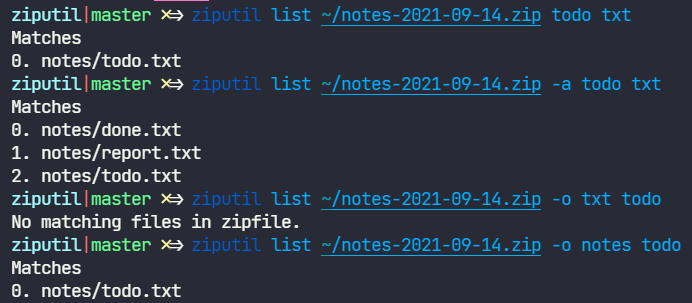 ziputil|master ×=> ziputil list ~/notes-2021-09-14.zip todo txt
Matches
0. notes/todo.txt
ziputil|master ×=> ziputil list ~/notes-2021-09-14.zip -a todo txt
Matches
0. notes/done.txt
1. notes/report.txt
2. notes/todo.txt
ziputil|master ×=> ziputil list ~/notes-2021-09-14.zip -o txt todo
No matching files in zipfile.
ziputil|master ×=> ziputil list ~/notes-2021-09-14.zip -o notes todo
Matches
0. notes/todo.txt